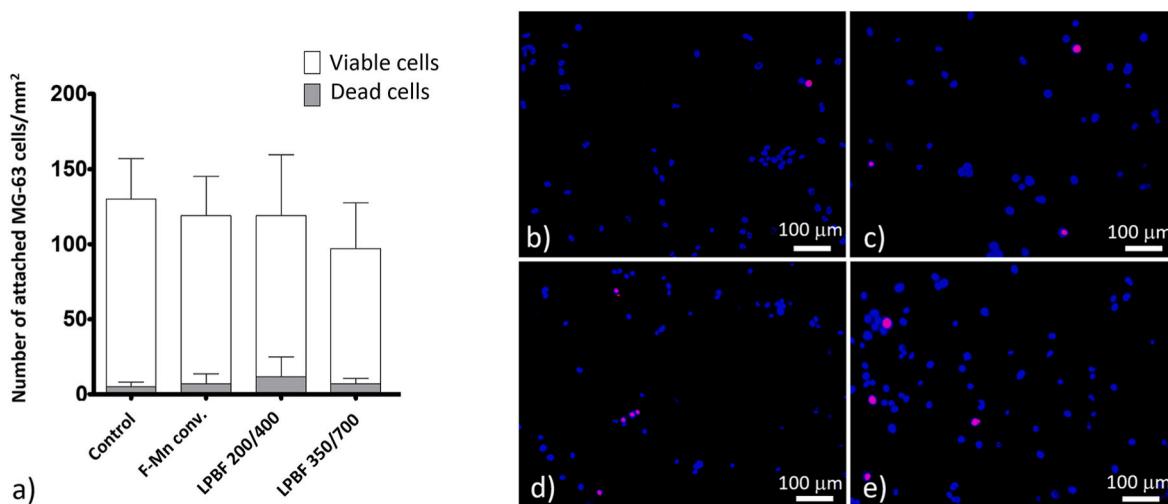 Viable cells
Dead cells
Number of attached MG-63 cells/mm²
200
150
100
50
0
Control
F-Mn conv.
LPBF 200/400
LPBF 350/700
a)
b)
100 μm
c)
100 μm
d)
100 μm
e)
100 μm